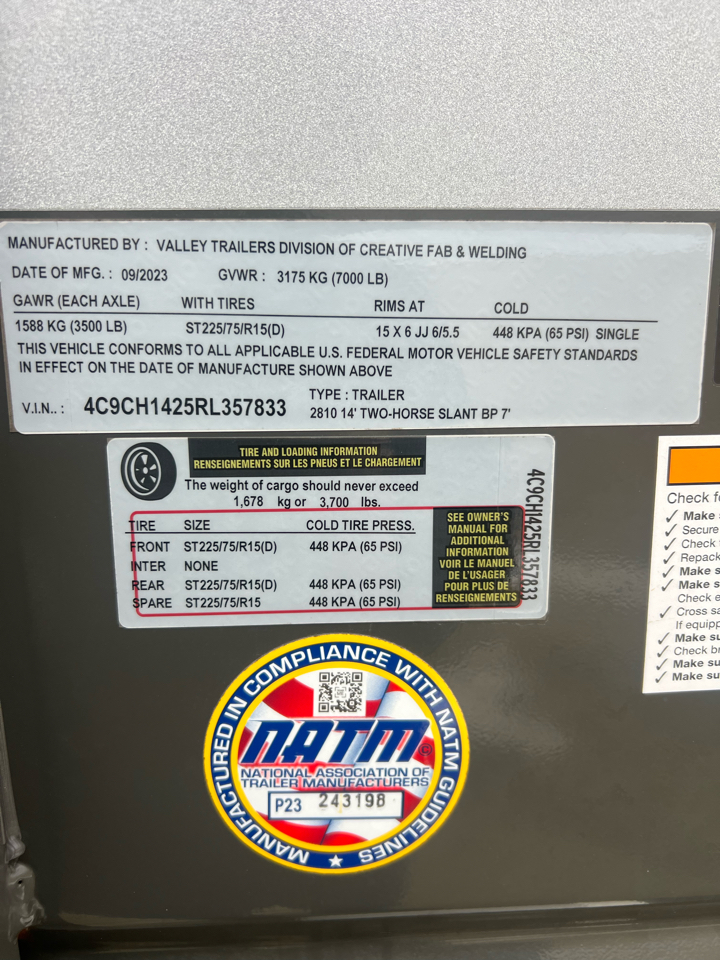 MANUFACTURED BY : VALLEY TRAILERS DIVISION OF CREATIVE FAB & WELDING
DATE OF MFG. : 09/2023 GVWR : 3175 KG (7000 LB)
GAWR (EACH AXLE) WITH TIRES RIMS AT COLD
1588 KG (3500 LB) ST225/75/R15(D) 15 X 6 JJ 6/5.5 448 KPA (65 PSI) SINGLE
THIS VEHICLE CONFORMS TO ALL APPLICABLE U.S. FEDERAL MOTOR VEHICLE SAFETY STANDARDS
IN EFFECT ON THE DATE OF MANUFACTURE SHOWN ABOVE
V.I.N.. : 4C9CH1425RL357833 TYPE : TRAILER
2810 14' TWO-HORSE SLANT BP 7'
TIRE AND LOADING INFORMATION
RENSEIGNEMENTS SUR LES PNEUS ET LE CHARGEMENT
The weight of cargo should never exceed
1,678 kg or 3,700 lbs.
TIRE SIZE COLD TIRE PRESS.
FRONT ST225/75/R15(D) 448 KPA (65 PSI)
INTER NONE
REAR ST225/75/R15(D) 448 KPA (65 PSI)
SPARE ST225/75/R15 448 KPA (65 PSI)
SEE OWNER'S
MANUAL FOR
ADDITIONAL
INFORMATION
VOIR LE MANUEL
DE L'USAGER
POUR PLUS DE
RENSEIGNEMENTS
4C9CH1425RL357833
Check
✓ Make
✓ Secure
✓ Check
✓ Repack
✓ Make
✓ Make
Check
✓ Cross
If
✓ Make
✓ Check
✓ Make
✓ Make
MANUFACTURED IN COMPLIANCE WITH NATM GUIDELINES
NATM©
NATIONAL ASSOCIATION OF
TRAILER MANUFACTURERS
P23 243198